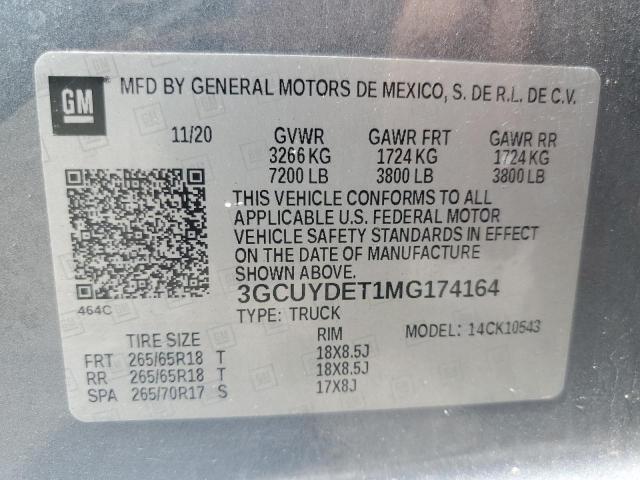 GM MFD BY GENERAL MOTORS DE MEXICO, S. DE R.L. DE C.V.
11/20 GVWR GAWR FRT GAWR RR
3266 KG 1724 KG 1724 KG
7200 LB 3800 LB 3800 LB
THIS VEHICLE CONFORMS TO ALL
APPLICABLE U.S. FEDERAL MOTOR
VEHICLE SAFETY STANDARDS IN EFFECT
ON THE DATE OF MANUFACTURE
SHOWN ABOVE.
464C 3GCUYDET1MG174164
TYPE: TRUCK MODEL: 14CK10543
TIRE SIZE RIM
FRT 265/65R18 T 18X8.5J
RR 265/65R18 T 18X8.5J
SPA 265/70R17 S 17X8J